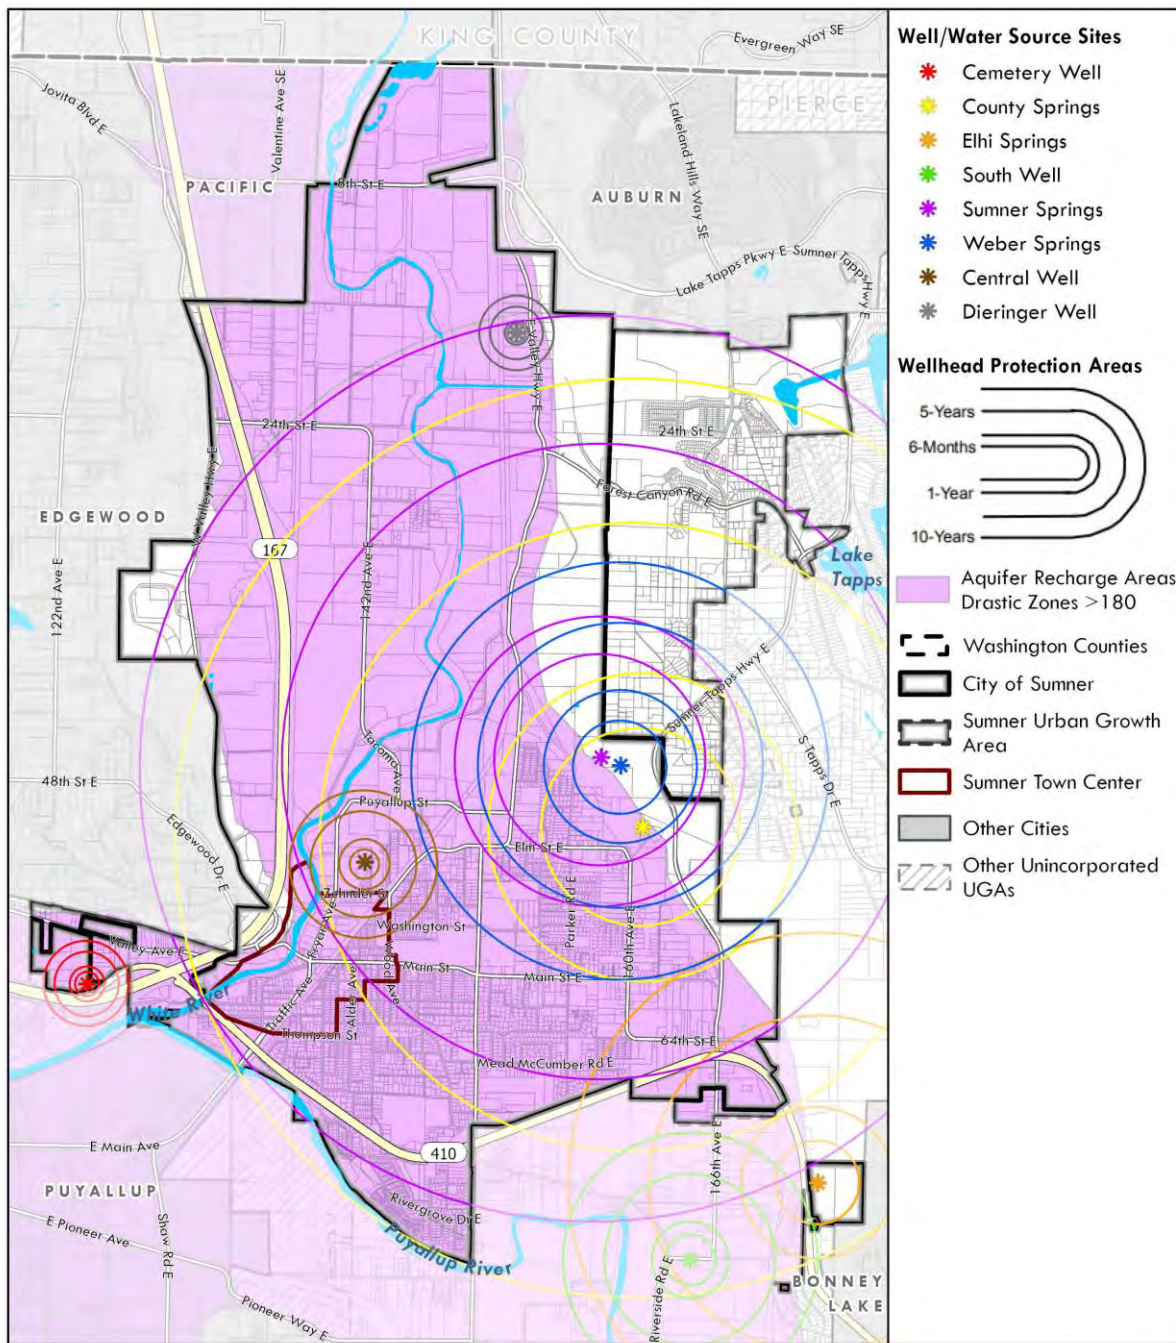 KING COUNTY
Evergreen Way SE
Jovita Blvd E
Valentine Ave SE
Lakeland Hills Way SE
PIERCE
PACIFIC
8th St E
AUBURN
Lake Tapps Pkwy E
Sumner Tapps Hwy E
E Valley Hwy E
24th St E
24th St E
W Valley Hwy E
Forest Canyon Rd E
EDGEWOOD
167
142nd Ave E
122nd Ave E
Lake
Tapps
Sumner Tapps Hwy E
S Tapps Dr E
Tacoma Ave
48th St E
Puyallup St
Edgewood Dr E
Elm St E
Zehnder St
Parker Rd E
160th Ave E
Fryar Ave
Washington St
Wood Ave
Valley Ave E
Main St
Main St E
White River
Traffic Ave
Alder Ave
Thompson St
64th St E
Mead McCumber Rd E
E Main Ave
410
166th Ave E
PUYALLUP
Rivergrove Dr E
E Pioneer Ave
Shaw Rd E
Puyallup River
Riverside Rd E
BONNEY
LAKE
Pioneer Way E
Well/Water Source Sites
Cemetery Well
County Springs
Elhi Springs
South Well
Sumner Springs
Weber Springs
Central Well
Dieringer Well
Wellhead Protection Areas
5-Years
6-Months
1-Year
10-Years
Aquifer Recharge Areas
Drastic Zones >180
Washington Counties
City of Sumner
Sumner Urban Growth
Area
Sumner Town Center
Other Cities
Other Unincorporated
UGAs